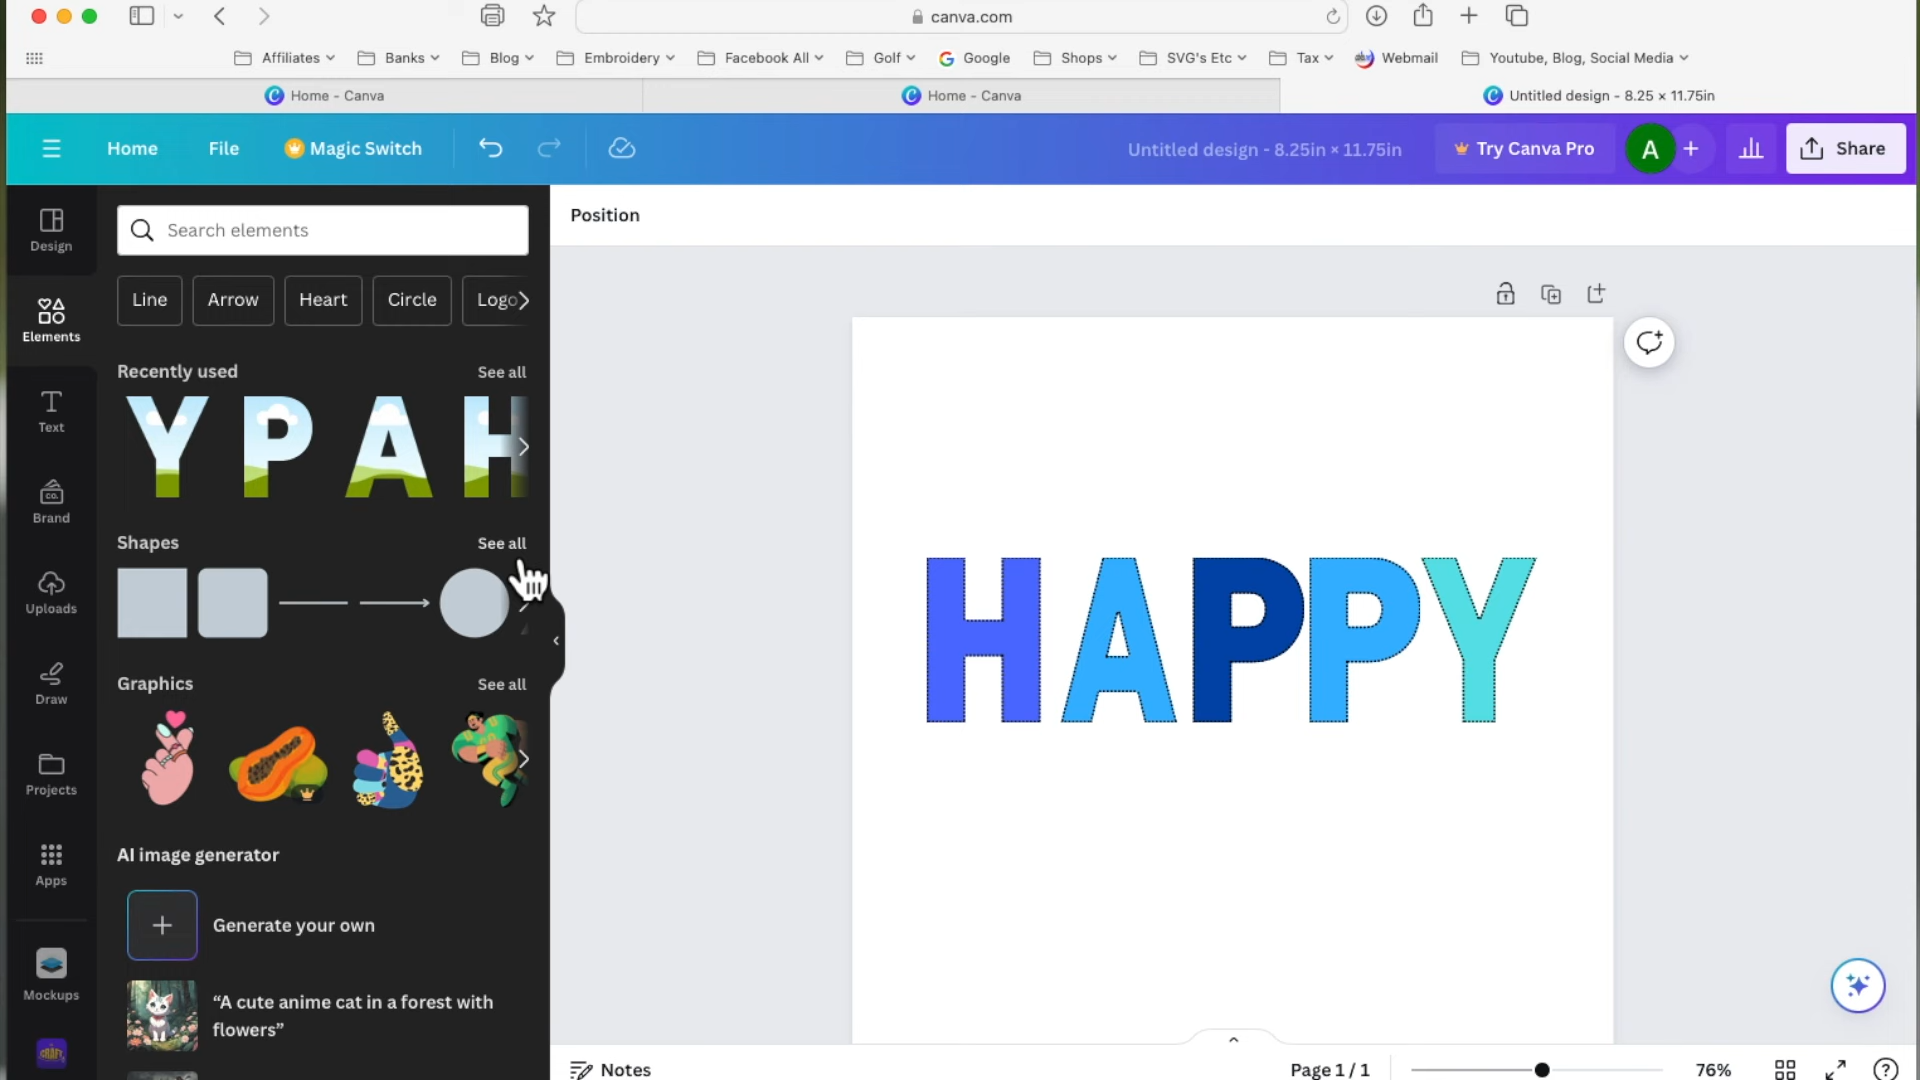 canva.com
Affiliates Banks Blog Embroidery Facebook All Golf Google Shops SVG's Etc Tax Webmail Youtube, Blog, Social Media
Home - Canva Home - Canva Untitled design - 8.25 × 11.75in
Home File Magic Switch Untitled design - 8.25in × 11.75in Try Canva Pro A Share
Position
Search elements
Line Arrow Heart Circle Logo
Recently used See all
Y P A H
Shapes See all
Graphics See all
AI image generator
Generate your own
“A cute anime cat in a forest with
flowers”
Design
Elements
Text
CO.
Brand
Uploads
Draw
Projects
Apps
Mockups
CRAFT
HAPPY
Notes Page 1 / 1 76%